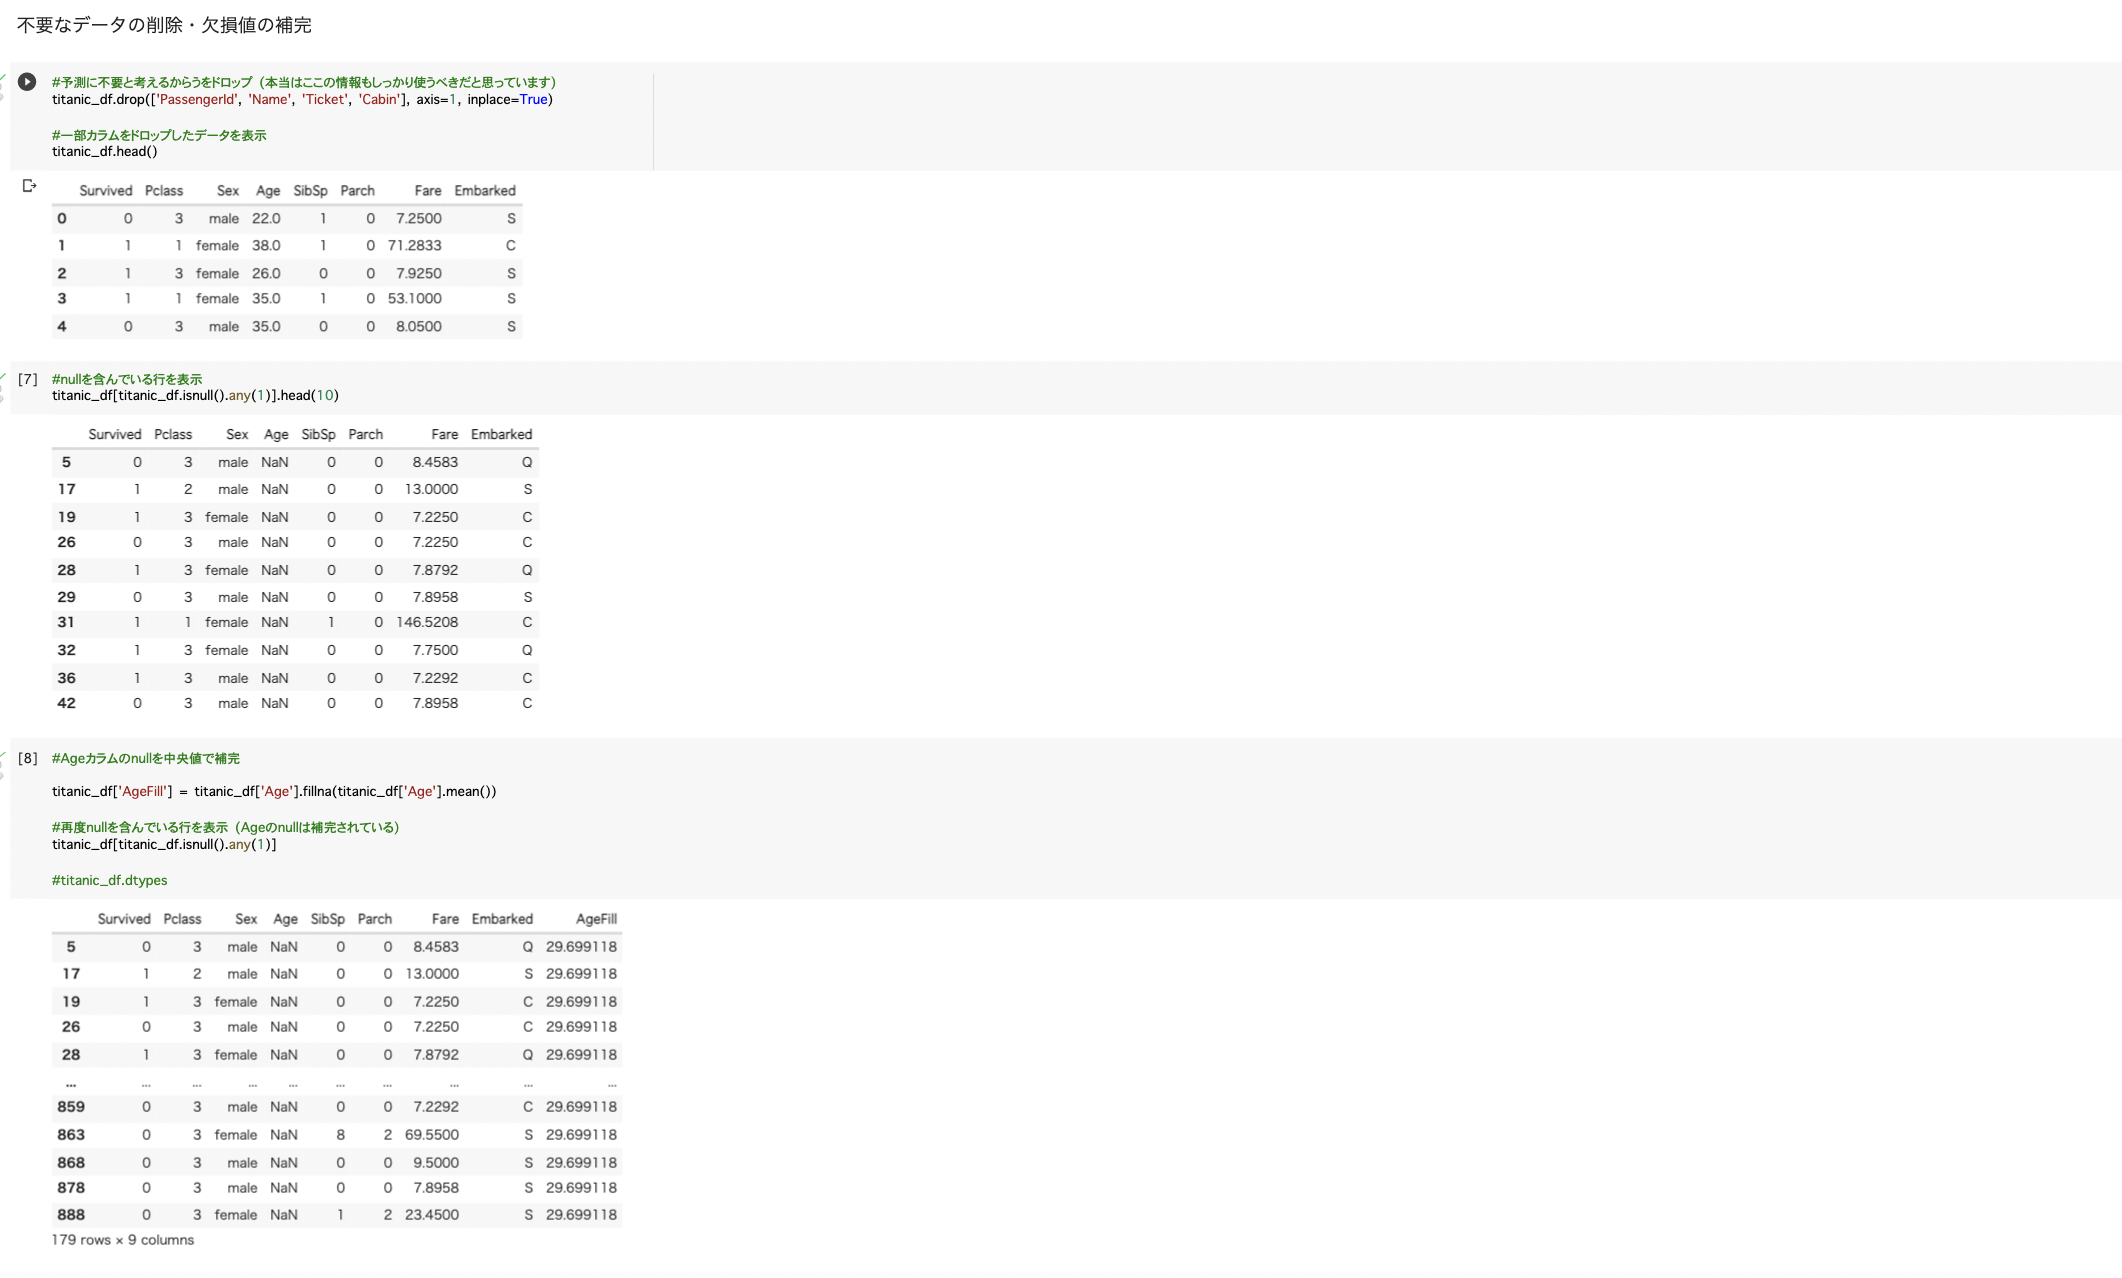 不要なデータの削除・欠損値の補完
#予測に不要と考えるからうをドロップ（本当はここの情報もしっかり使うべきだと思っています）
titanic_df.drop(['PassengerId', 'Name', 'Ticket', 'Cabin'], axis=1, inplace=True)
#一部カラムをドロップしたデータを表示
titanic_df.head()
Survived Pclass Sex Age SibSp Parch Fare Embarked
0 0 3 male 22.0 1 0 7.2500 S
1 1 1 female 38.0 1 0 71.2833 C
2 1 3 female 26.0 0 0 7.9250 S
3 1 1 female 35.0 1 0 53.1000 S
4 0 3 male 35.0 0 0 8.0500 S
[7] #nullを含んでいる行を表示
titanic_df[titanic_df.isnull().any(1)].head(10)
Survived Pclass Sex Age SibSp Parch Fare Embarked
5 0 3 male NaN 0 0 8.4583 Q
17 1 2 male NaN 0 0 13.0000 S
19 1 3 female NaN 0 0 7.2250 C
26 0 3 male NaN 0 0 7.2250 C
28 1 3 female NaN 0 0 7.8792 Q
29 0 3 male NaN 0 0 7.8958 S
31 1 1 female NaN 1 0 146.5208 C
32 1 3 female NaN 0 0 7.7500 Q
36 1 3 male NaN 0 0 7.2292 C
42 0 3 male NaN 0 0 7.8958 C
[8] #Ageカラムのnullを中央値で補完
titanic_df['AgeFill'] = titanic_df['Age'].fillna(titanic_df['Age'].mean())
#再度nullを含んでいる行を表示（Ageのnullは補完されている）
titanic_df[titanic_df.isnull().any(1)]
#titanic_df.dtypes
Survived Pclass Sex Age SibSp Parch Fare Embarked AgeFill
5 0 3 male NaN 0 0 8.4583 Q 29.699118
17 1 2 male NaN 0 0 13.0000 S 29.699118
19 1 3 female NaN 0 0 7.2250 C 29.699118
26 0 3 male NaN 0 0 7.2250 C 29.699118
28 1 3 female NaN 0 0 7.8792 Q 29.699118
... ... ... ... ... ... ... ... ... ...
859 0 3 male NaN 0 0 7.2292 C 29.699118
863 0 3 female NaN 8 2 69.5500 S 29.699118
868 0 3 male NaN 0 0 9.5000 S 29.699118
878 0 3 male NaN 0 0 7.8958 S 29.699118
888 0 3 female NaN 1 2 23.4500 S 29.699118
179 rows × 9 columns